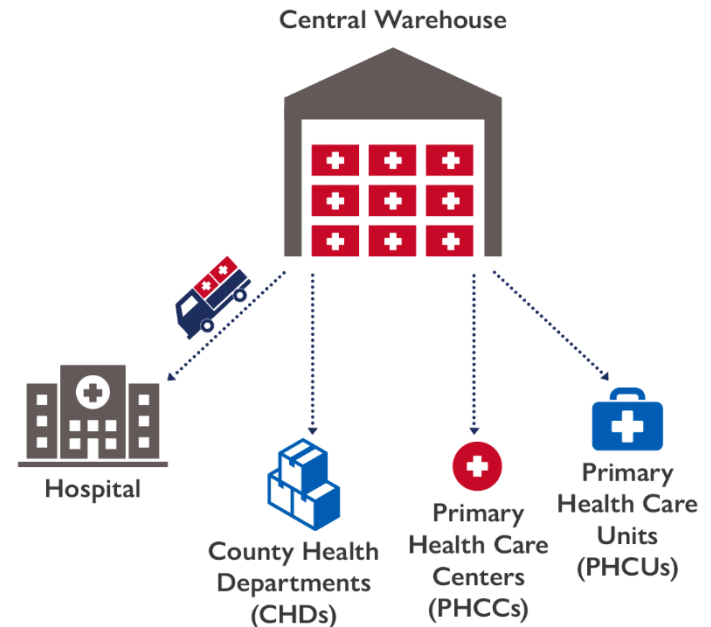 Central Warehouse
Hospital
County Health
Departments
(CHDs)
Primary
Health Care
Centers
(PHCCs)
Primary
Health Care
Units
(PHCUs)